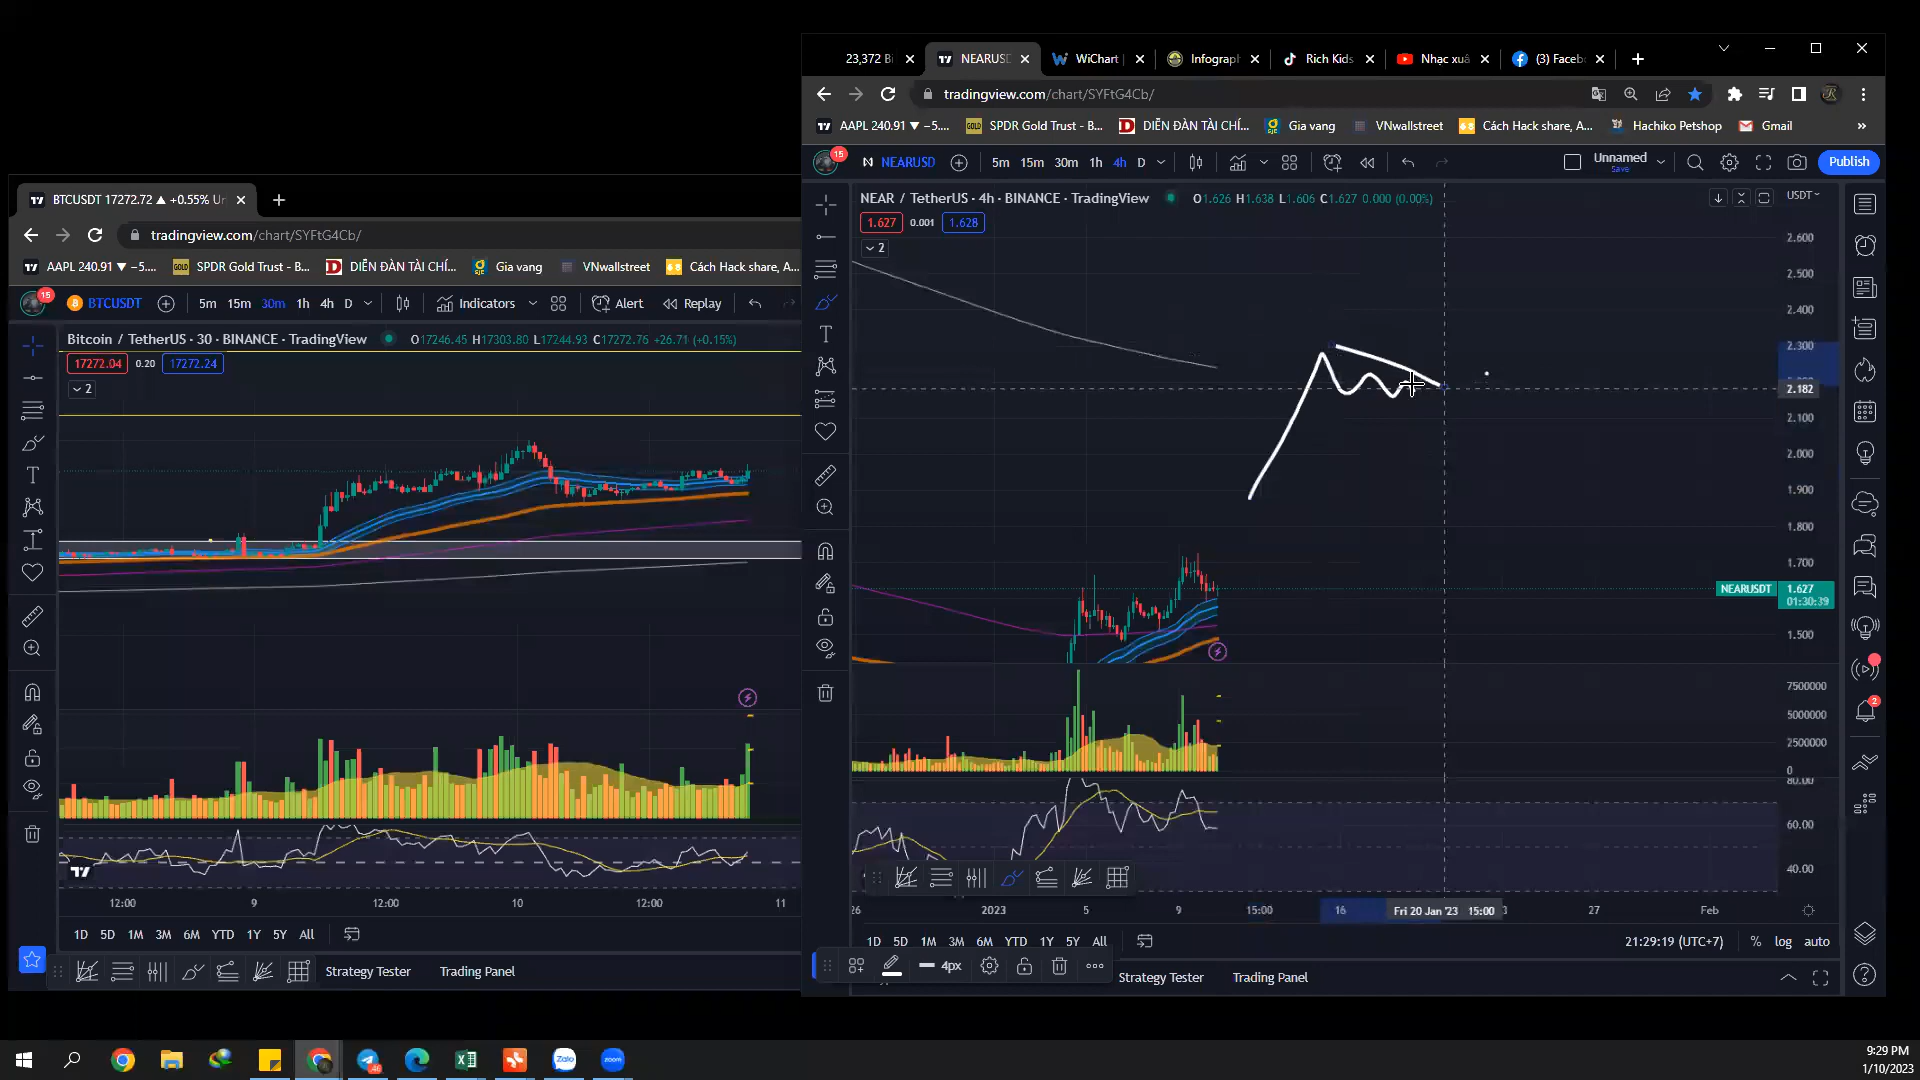 23,372 Bi
NEARUSD
WiChart |
Infograph
Rich Kids
Nhạc xuâ
(3) Faceb
tradingview.com/chart/SYFtG4Cb/
AAPL 240.91 ▼ −5....
SPDR Gold Trust - B...
DIỄN ĐÀN TÀI CHÍ...
Gia vang
VNwallstreet
Cách Hack share, A...
Hachiko Petshop
Gmail
»
15
NEARUSD
5m 15m 30m 1h 4h D
Unnamed
Save
Publish
NEAR / TetherUS · 4h · BINANCE · TradingView
O1.626 H1.638 L1.606 C1.627 0.000 (0.00%)
USDT
1.627 0.001 1.628
2
2.600
2.500
2.400
2.300
2.182
2.100
2.000
1.900
1.800
1.700
NEARUSDT 1.627
01:30:39
1.500
7500000
5000000
2500000
0
80.00
60.00
40.00
26 2023 5 9 15:00 16 Fri 20 Jan '23 15:00 3 27 Feb
1D 5D 1M 3M 6M YTD 1Y 5Y All
21:29:19 (UTC+7) % log auto
4px
Strategy Tester Trading Panel
2
BTCUSDT 17272.72 ▲ +0.55% Un
tradingview.com/chart/SYFtG4Cb/
AAPL 240.91 ▼ −5....
SPDR Gold Trust - B...
DIỄN ĐÀN TÀI CHÍ...
Gia vang
VNwallstreet
Cách Hack share, A...
15
BTCUSDT
5m 15m 30m 1h 4h D
Indicators
Alert
Replay
Bitcoin / TetherUS · 30 · BINANCE · TradingView
O17246.45 H17303.80 L17244.93 C17272.76 +26.71 (+0.15%)
17272.04 0.20 17272.24
2
12:00 9 12:00 10 12:00 11
1D 5D 1M 3M 6M YTD 1Y 5Y All
Strategy Tester Trading Panel
Zalo
zoom
9:29 PM
1/10/2023